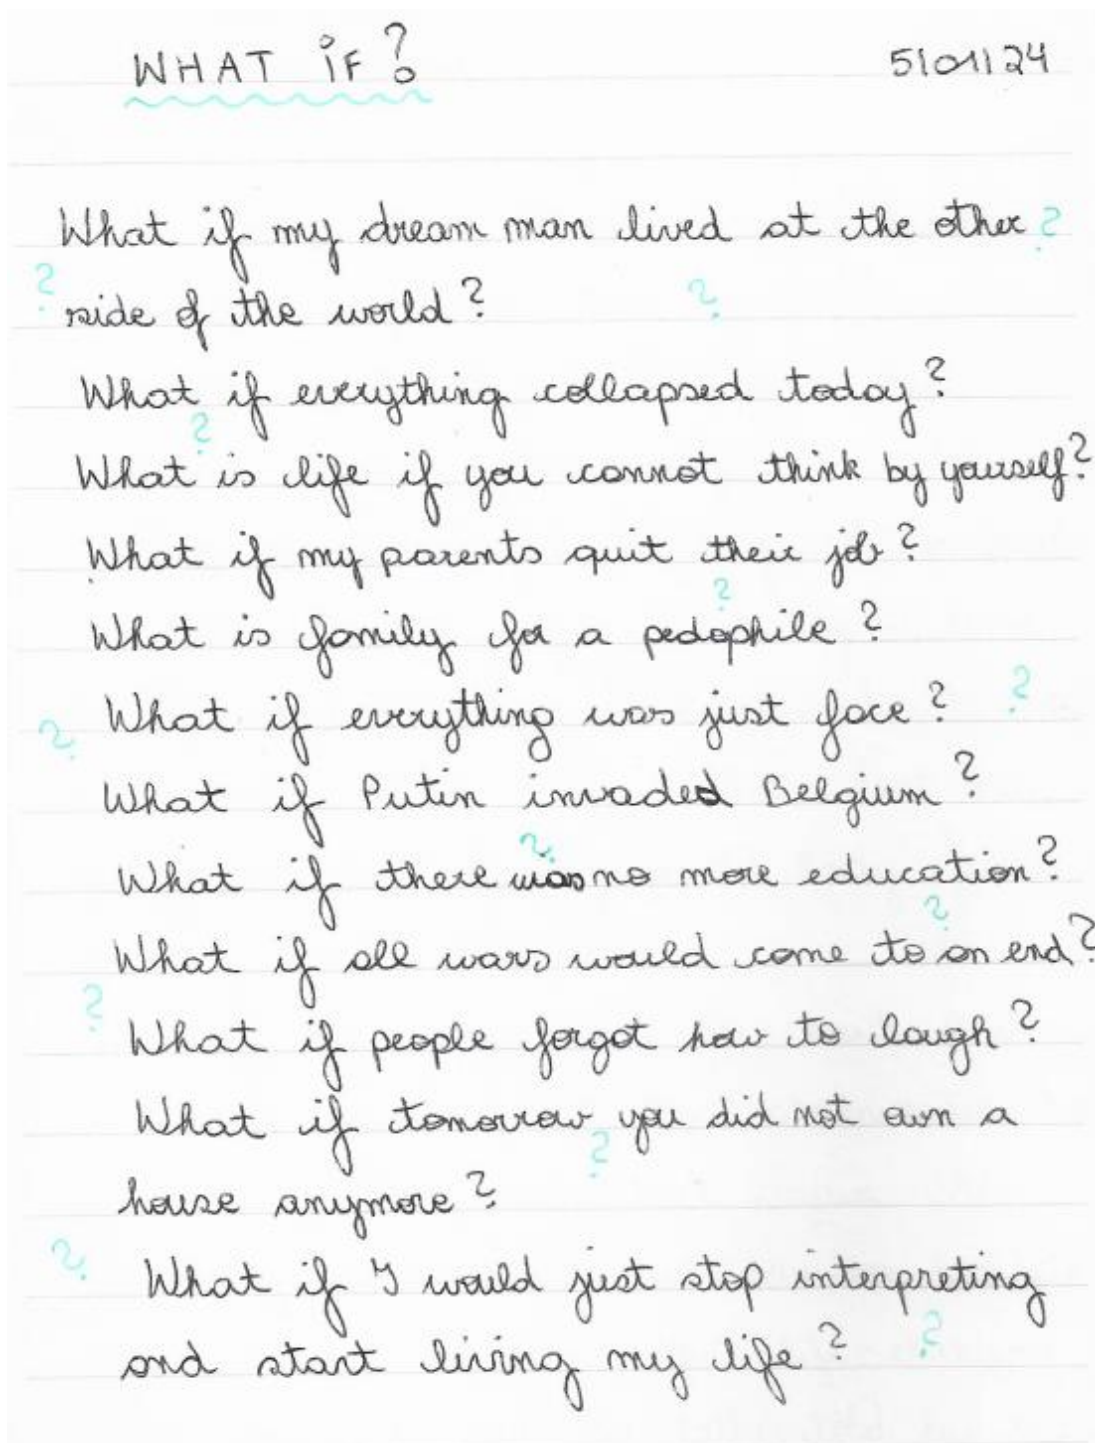 WHAT iF? 5/01/24
What if my dream man lived at the other ?
? side of the world? ?
What if everything collapsed today?
?
What is life if you cannot think by yourself?
What if my parents quit their job?
?
What is family for a pedophile?
What if everything was just face? ?
?
What if Putin invaded Belgium?
?
What if there was no more education?
?
What if all wars would come to an end?
?
What if people forgot how to laugh?
What if tomorrow you did not own a
?
house anymore?
?
What if I would just stop interpreting
and start living my life? ?